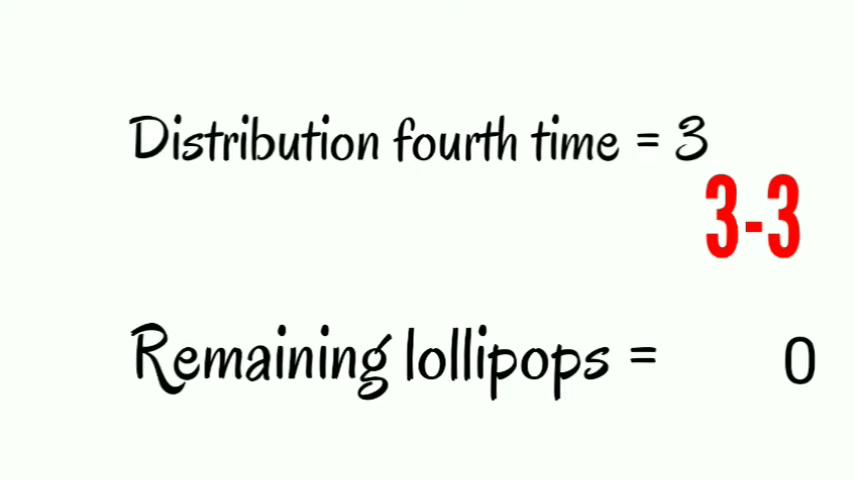 Distribution fourth time = 3
3-3
Remaining lollipops = 0